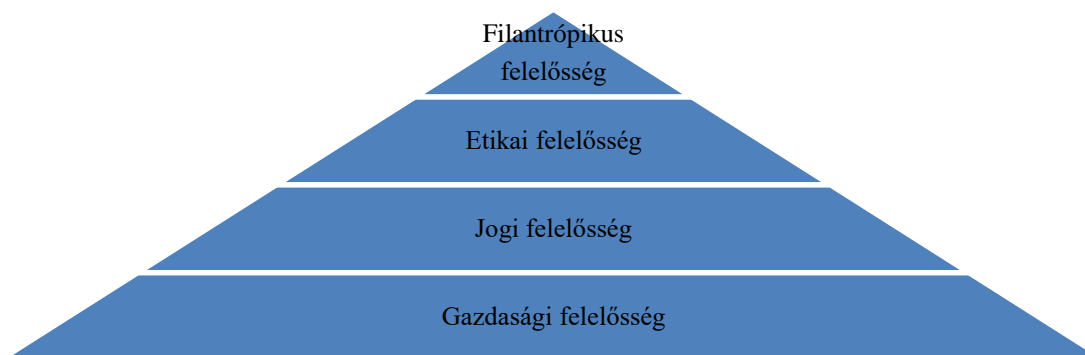 Filantrópikus
felelősség
Etikai felelősség
Jogi felelősség
Gazdasági felelősség